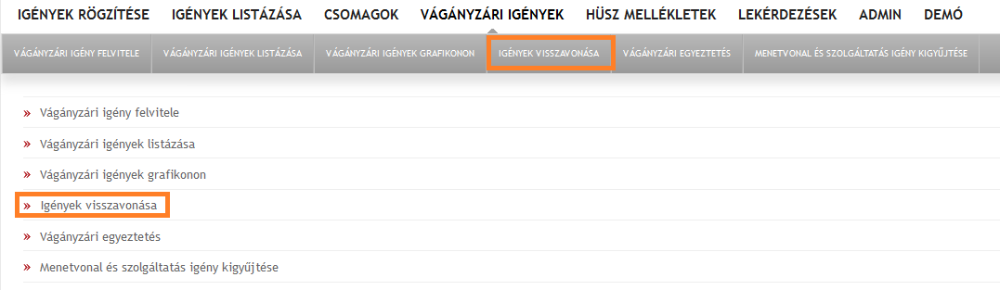 IGÉNYEK RÖGZÍTÉSE IGÉNYEK LISTÁZÁSA CSOMAGOK VÁGÁNYZÁRI IGÉNYEK HÜSZ MELLÉKLETEK LEKÉRDEZÉSEK ADMIN DEMÓ
VÁGÁNYZÁRI IGÉNY FELVITELE VÁGÁNYZÁRI IGÉNYEK LISTÁZÁSA VÁGÁNYZÁRI IGÉNYEK GRAFIKONON IGÉNYEK VISSZAVONÁSA VÁGÁNYZÁRI EGYEZTETÉS MENETVONAL ÉS SZOLGÁLTATÁS IGÉNY KIGYŰJTÉSE
» Vágányzári igény felvitele
» Vágányzári igények listázása
» Vágányzári igények grafikonon
» Igények visszavonása
» Vágányzári egyeztetés
» Menetvonal és szolgáltatás igény kigyűjtése